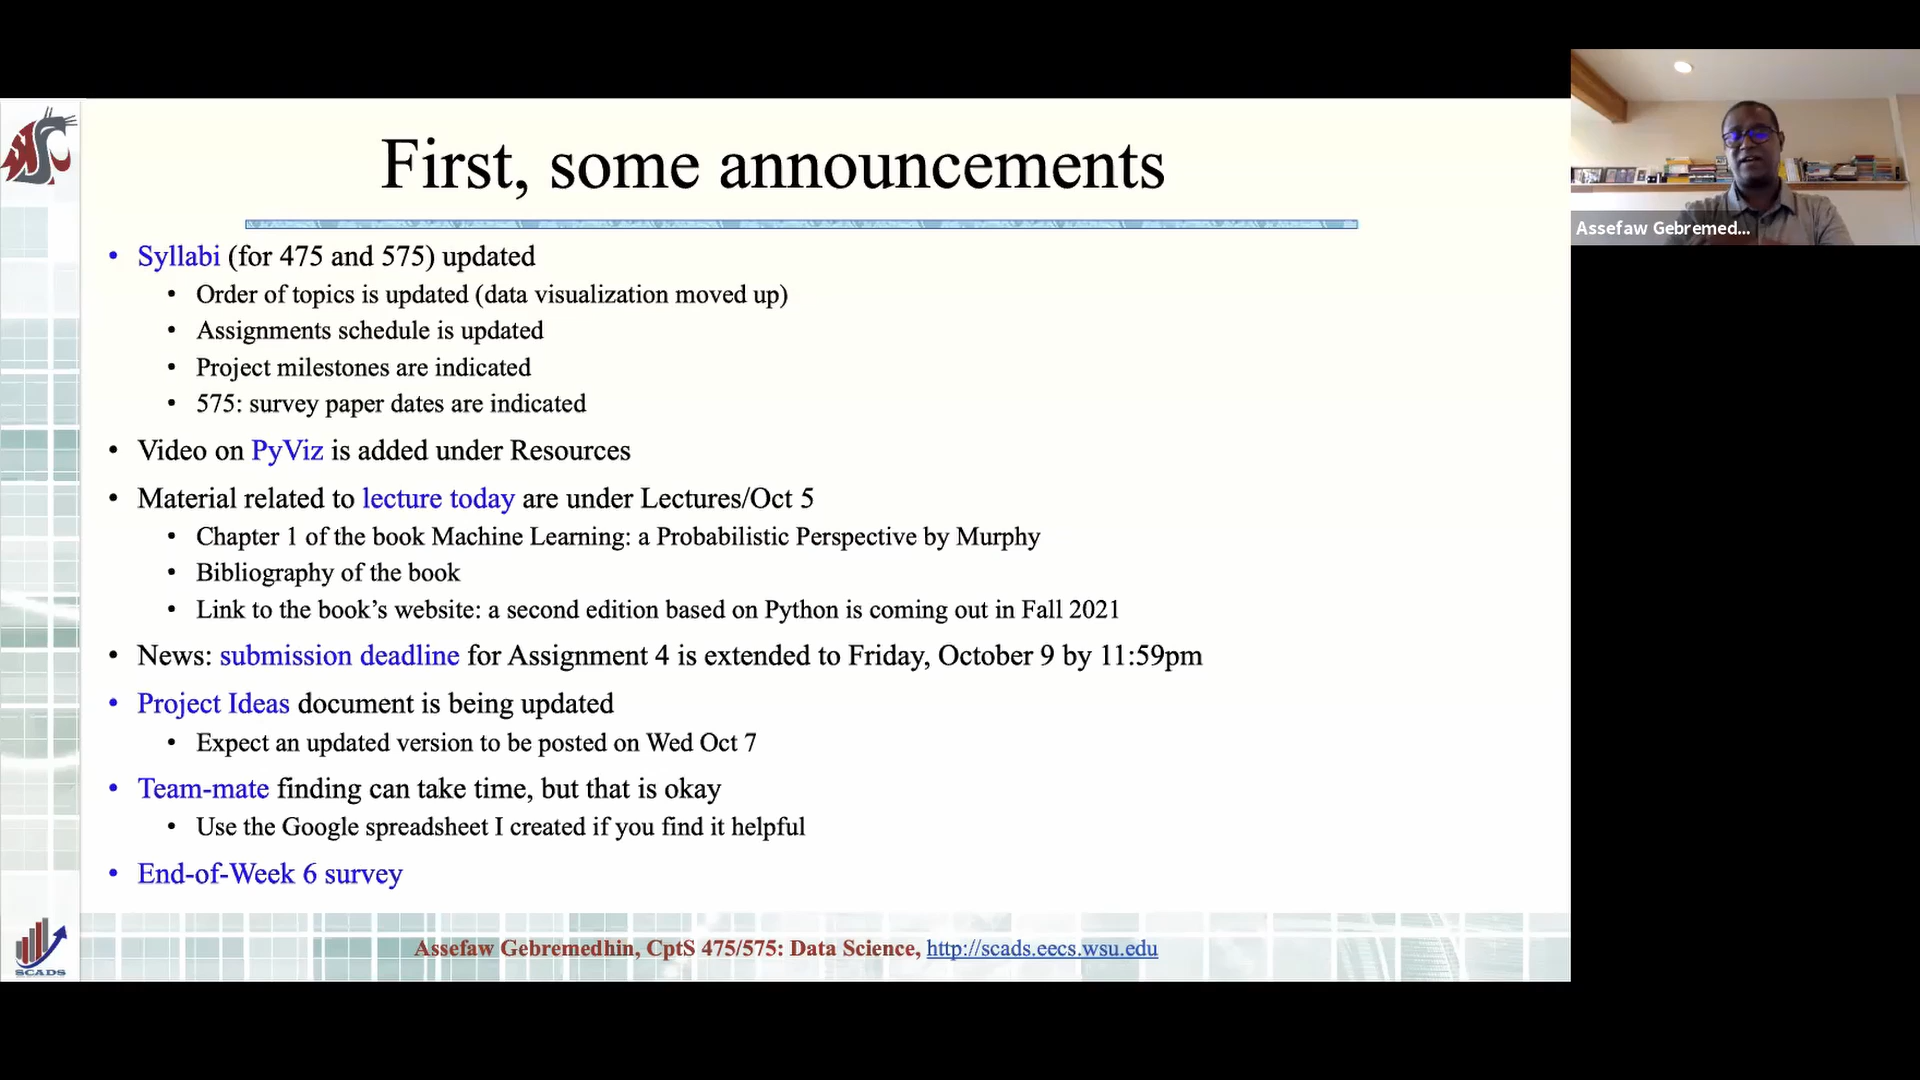 First, some announcements
Assefaw Gebremed...
• Syllabi (for 475 and 575) updated
• Order of topics is updated (data visualization moved up)
• Assignments schedule is updated
• Project milestones are indicated
• 575: survey paper dates are indicated
• Video on PyViz is added under Resources
• Material related to lecture today are under Lectures/Oct 5
• Chapter 1 of the book Machine Learning: a Probabilistic Perspective by Murphy
• Bibliography of the book
• Link to the book’s website: a second edition based on Python is coming out in Fall 2021
• News: submission deadline for Assignment 4 is extended to Friday, October 9 by 11:59pm
• Project Ideas document is being updated
• Expect an updated version to be posted on Wed Oct 7
• Team-mate finding can take time, but that is okay
• Use the Google spreadsheet I created if you find it helpful
• End-of-Week 6 survey
SCADS
Assefaw Gebremedhin, CptS 475/575: Data Science, http://scads.eecs.wsu.edu